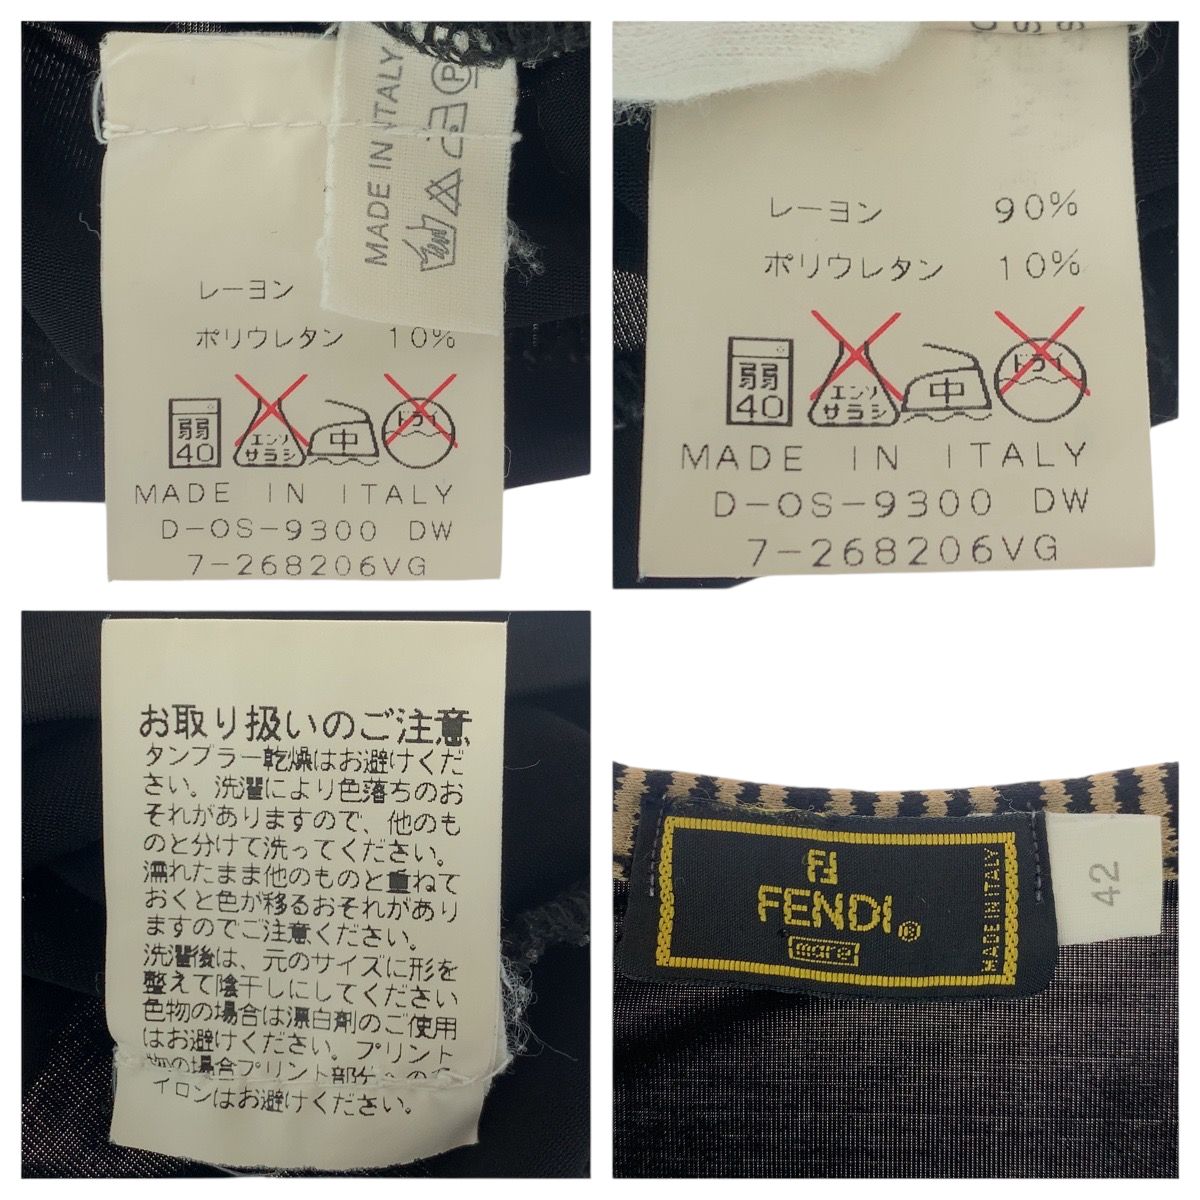 MADE IN ITALY
P
レーヨン
ポリウレタン 10%
弱 40
エンソ サラシ
中
ドライ
MADE IN ITALY
D-OS-9300 DW
7-268206VG
レーヨン 90%
ポリウレタン 10%
弱 40
エンソ サラシ
中
ドライ
MADE IN ITALY
D-OS-9300 DW
7-268206VG
お取り扱いのご注意
タンブラー乾燥はお避けくだ
さい。洗濯により色落ちのお
それがありますので、他のも
のと分けて洗ってください。
濡れたまま他のものと重ねて
おくと色が移るおそれがあり
ますのでご注意ください。
洗濯後は、元のサイズに形を
整えて陰干しにしてください
色物の場合は漂白剤のご使用
はお避けください。プリント
物の場合プリント部分への
イロンはお避けください。
FENDI®
mare
MADE IN ITALY
42